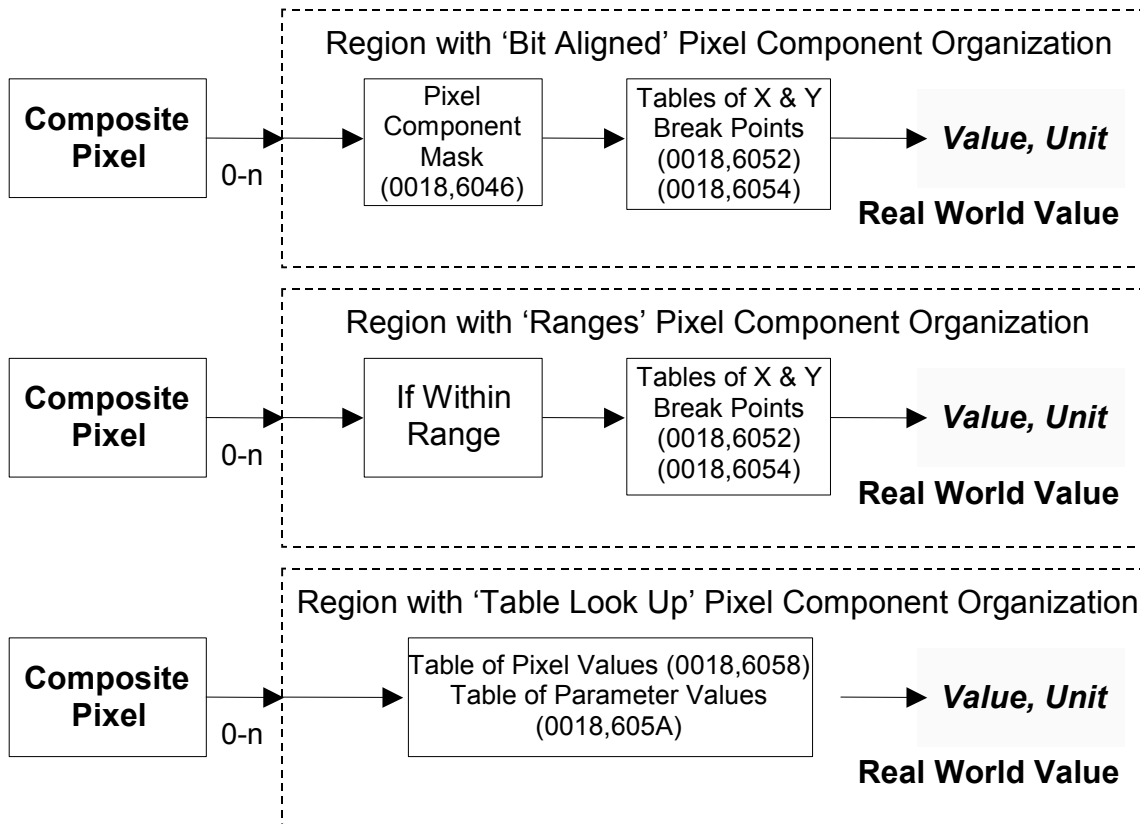 Region with ‘Bit Aligned’ Pixel Component Organization
Composite
Pixel
0-n
Pixel
Component
Mask
(0018,6046)
Tables of X & Y
Break Points
(0018,6052)
(0018,6054)
Value, Unit
Real World Value
Region with ‘Ranges’ Pixel Component Organization
Composite
Pixel
0-n
If Within
Range
Tables of X & Y
Break Points
(0018,6052)
(0018,6054)
Value, Unit
Real World Value
Region with ‘Table Look Up’ Pixel Component Organization
Composite
Pixel
0-n
Table of Pixel Values (0018,6058)
Table of Parameter Values
(0018,605A)
Value, Unit
Real World Value